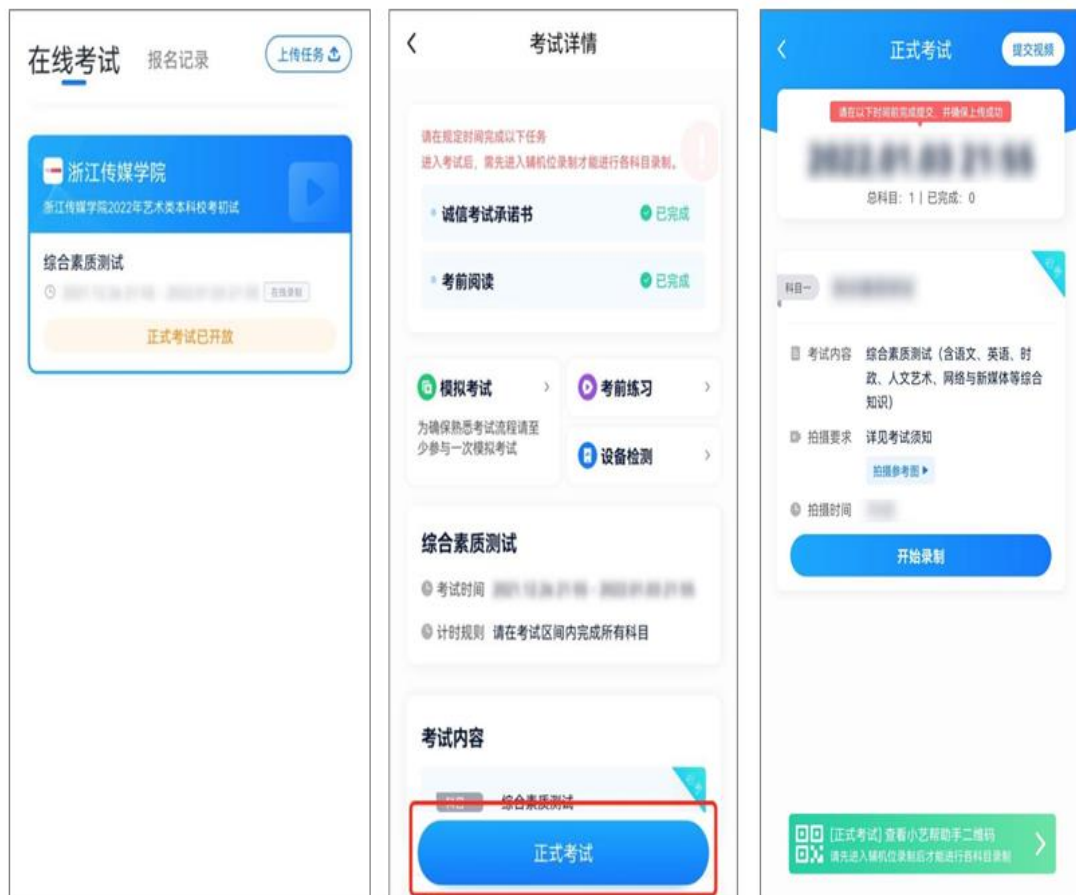 在线考试 报名记录 上传任务
浙江传媒学院
浙江传媒学院2022年艺术类本科校考初试
综合素质测试
在线录制
正式考试已开放
考试详情
请在规定时间完成以下任务
进入考试后，需先进入辅机位录制才能进行各科目录制。
诚信考试承诺书 已完成
考前阅读 已完成
模拟考试
为确保熟悉考试流程请至
少参与一次模拟考试
考前练习
设备检测
综合素质测试
考试时间
计时规则 请在考试区间内完成所有科目
考试内容
综合素质测试
正式考试
正式考试 提交视频
请在以下时间前完成提交，并确保上传成功
2022.01.03 21:55
总科目：1 | 已完成：0
科目一
考试内容 综合素质测试（含语文、英语、时
政、人文艺术、网络与新媒体等综合
知识）
拍摄要求 详见考试须知
拍摄参考图
拍摄时间
开始录制
[正式考试] 查看小艺帮助手二维码
请先进入辅机位录制后才能进行各科目录制